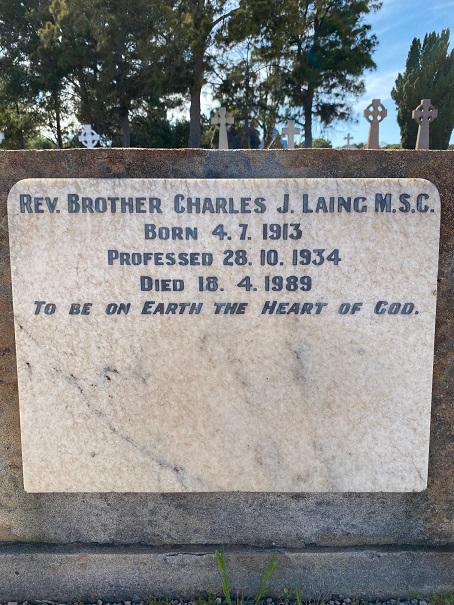 Rev. Brother Charles J. Laing M.S.C.
Born 4. 7. 1913
Professed 28. 10. 1934
Died 18. 4. 1989
To be on Earth the Heart of God.